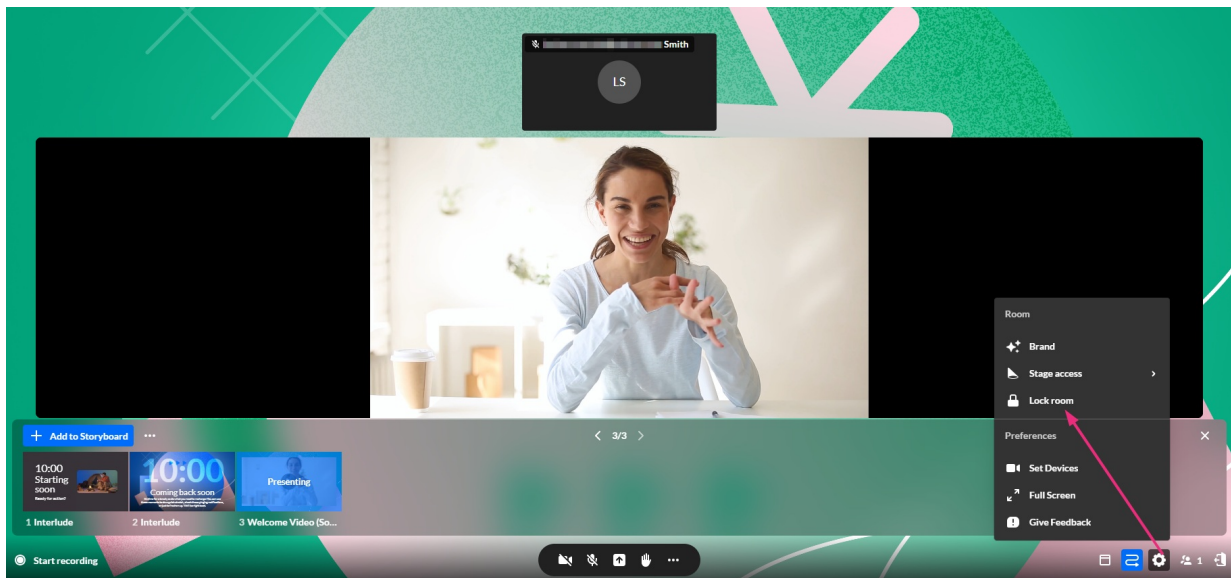 Smith
LS
Room
Brand
Stage access
Lock room
Preferences
Set Devices
Full Screen
Give Feedback
+ Add to Storyboard ...
< 3/3 >
10:00
Starting
soon
Ready for action?
10:00
Coming back soon
Presenting
1 Interlude
2 Interlude
3 Welcome Video (So...
Start recording
1